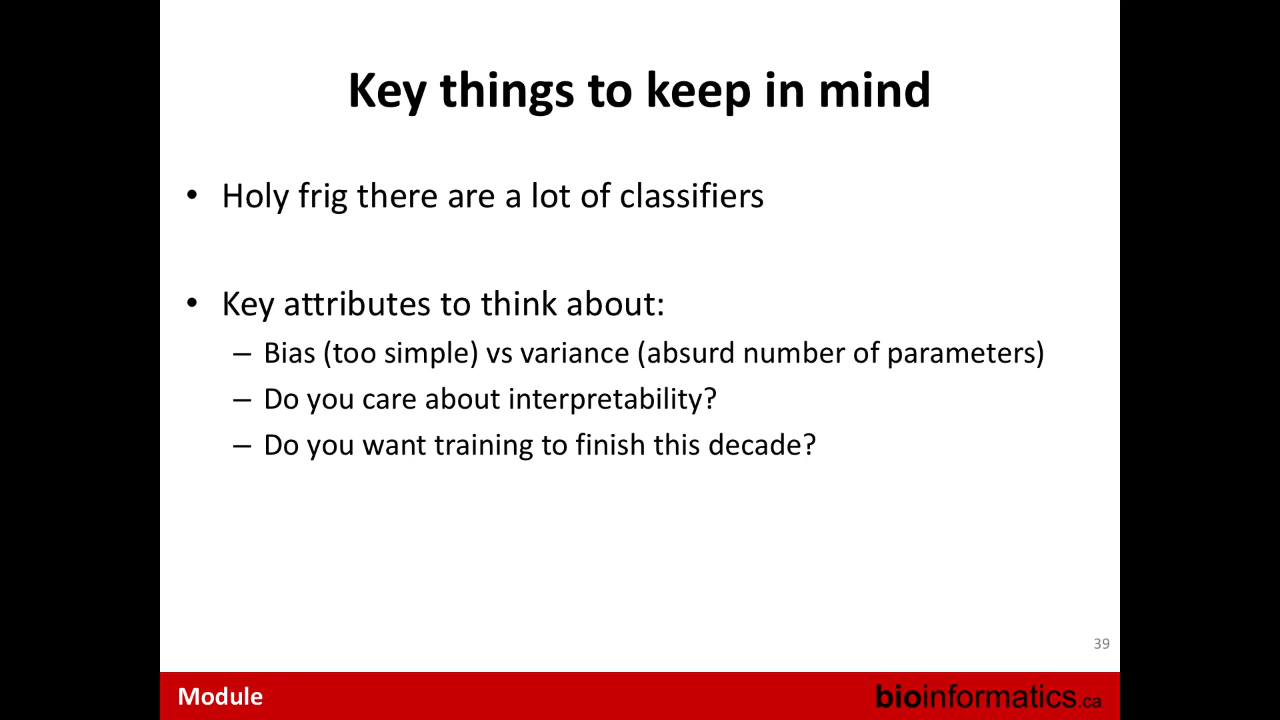 Key things to keep in mind
• Holy frig there are a lot of classifiers
• Key attributes to think about:
– Bias (too simple) vs variance (absurd number of parameters)
– Do you care about interpretability?
– Do you want training to finish this decade?
39
Module
bioinformatics.ca